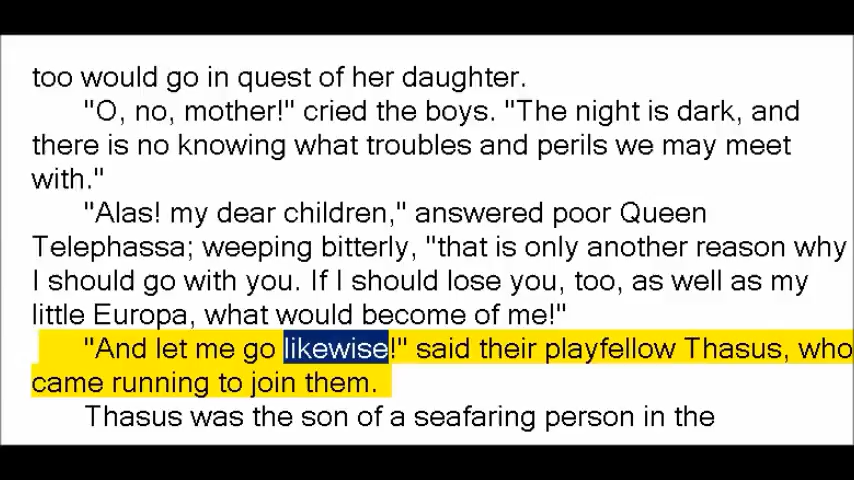 too would go in quest of her daughter.
"O, no, mother!" cried the boys. "The night is dark, and
there is no knowing what troubles and perils we may meet
with."
"Alas! my dear children," answered poor Queen
Telephassa; weeping bitterly, "that is only another reason why
I should go with you. If I should lose you, too, as well as my
little Europa, what would become of me!"
"And let me go likewise!" said their playfellow Thasus, who
came running to join them.
Thasus was the son of a seafaring person in the